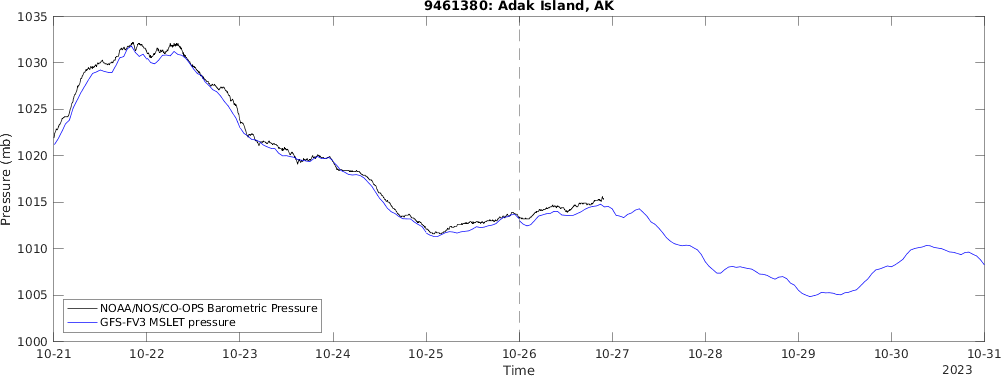 9461380: Adak Island, AK
Pressure (mb)
1035
1030
1025
1020
1015
1010
1005
1000
NOAA/NOS/CO-OPS Barometric Pressure
GFS-FV3 MSLET pressure
10-21 10-22 10-23 10-24 10-25 10-26 10-27 10-28 10-29 10-30 10-31
Time
2023